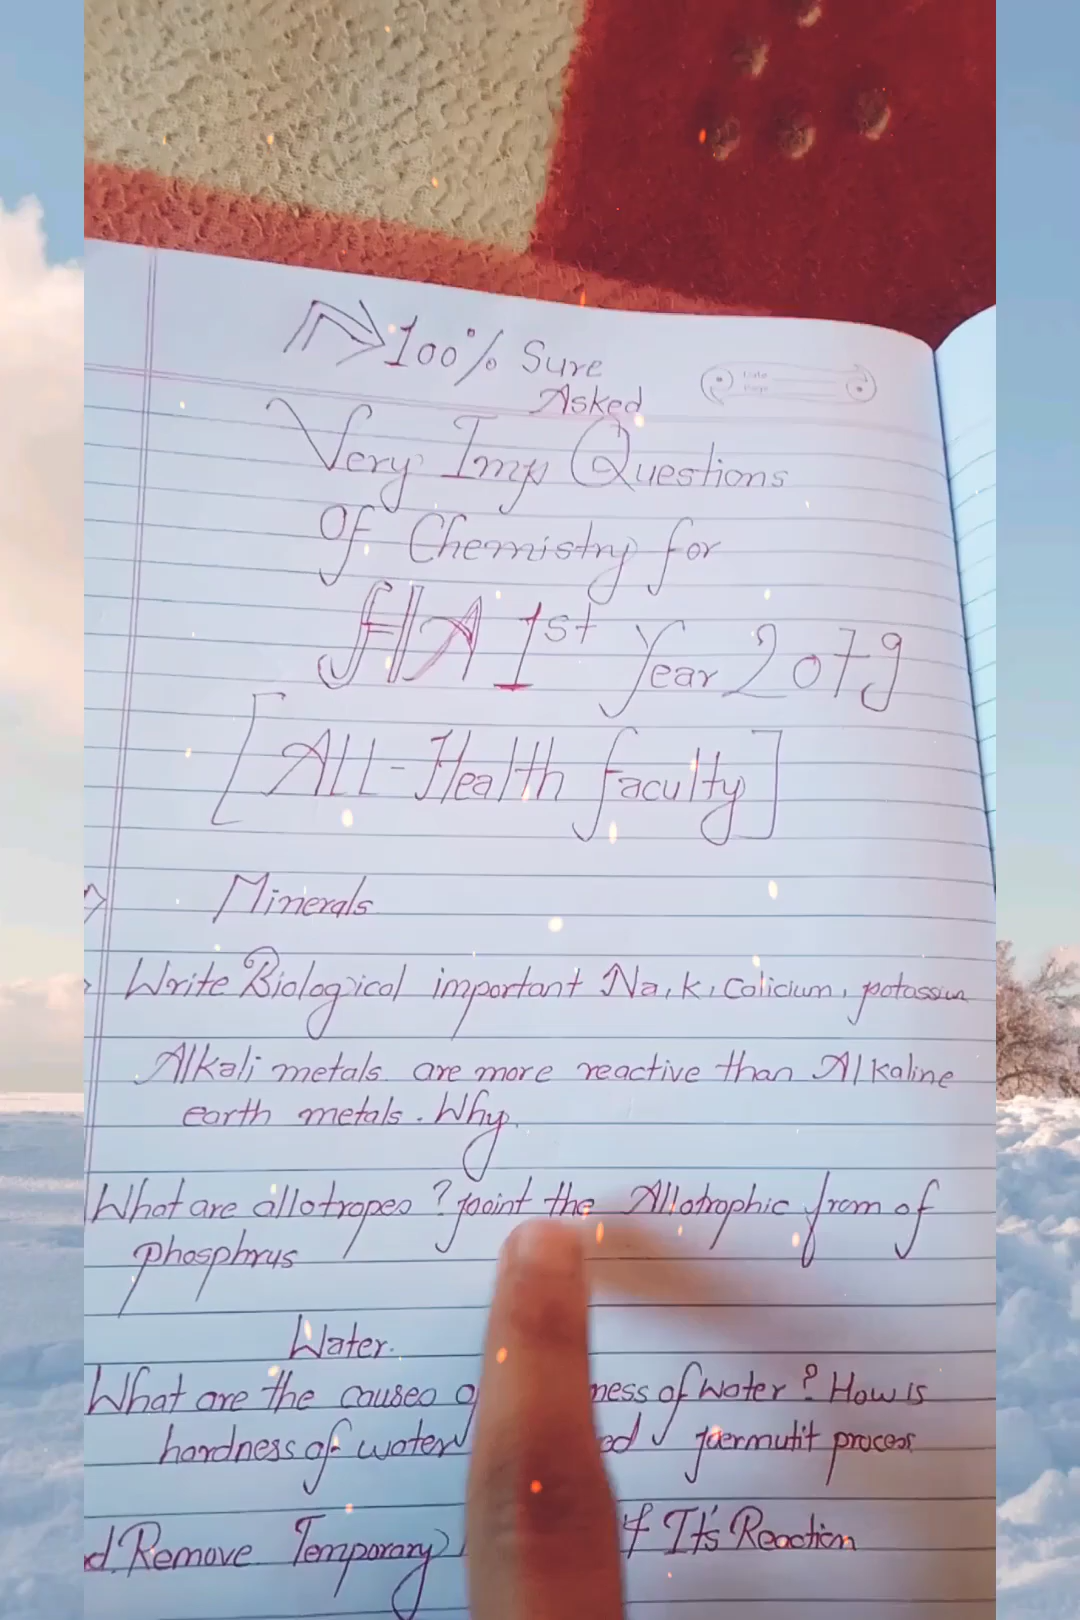 100% Sure
Asked
Very Imp Questions
Of Chemistry for
HA 1st Year 2079
[ALL-Health faculty]
Minerals
Write Biological important Na, K, Calicium, potassium
Alkali metals are more reactive than Alkaline
earth metals. Why.
What are allotropes? point the Allotrophic from of
phosphrus
Water.
What are the causes ness of Water? How is
hardness of water ed permutit process
Remove Temporary It's Reaction